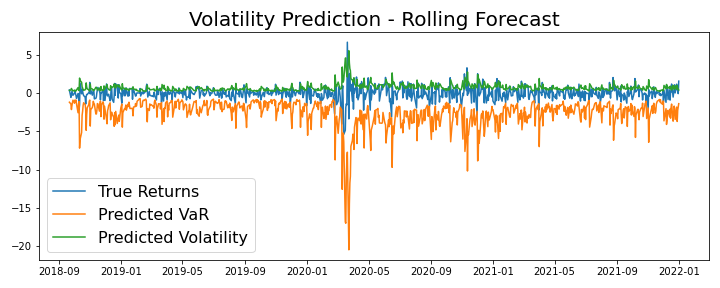 Volatility Prediction - Rolling Forecast
5
0
−5
−10
−15
−20
True Returns
Predicted VaR
Predicted Volatility
2018-09 2019-01 2019-05 2019-09 2020-01 2020-05 2020-09 2021-01 2021-05 2021-09 2022-01